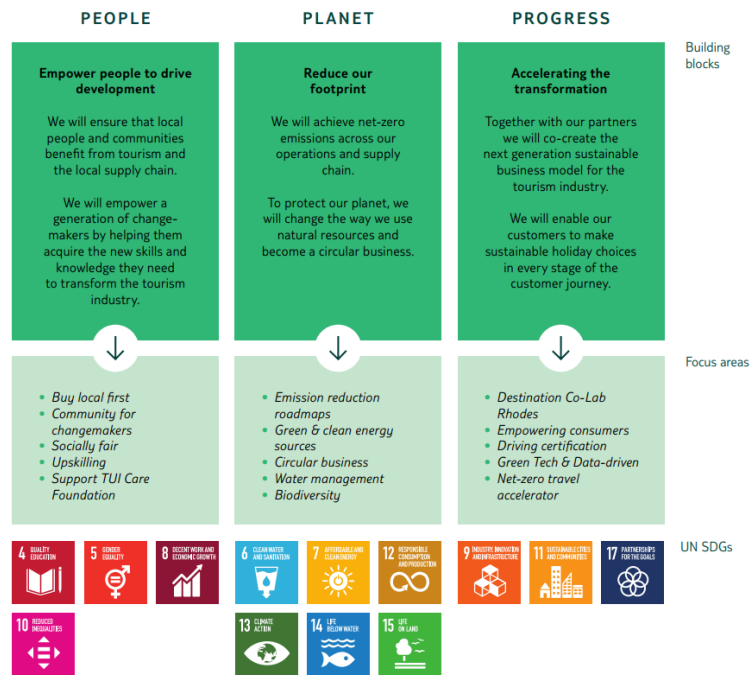 PEOPLE
PLANET
PROGRESS
Building
blocks
Empower people to drive
development
We will ensure that local
people and communities
benefit from tourism and
the local supply chain.
We will empower a
generation of change-
makers by helping them
acquire the new skills and
knowledge they need
to transform the tourism
industry.
Reduce our
footprint
We will achieve net-zero
emissions across our
operations and supply
chain.
To protect our planet, we
will change the way we use
natural resources and
become a circular business.
Accelerating the
transformation
Together with our partners
we will co-create the
next generation sustainable
business model for the
tourism industry.
We will enable our
customers to make
sustainable holiday choices
in every stage of the
customer journey.
Focus areas
• Buy local first
• Community for
changemakers
• Socially fair
• Upskilling
• Support TUI Care
Foundation
• Emission reduction
roadmaps
• Green & clean energy
sources
• Circular business
• Water management
• Biodiversity
• Destination Co-Lab
Rhodes
• Empowering consumers
• Driving certification
• Green Tech & Data-driven
• Net-zero travel
accelerator
UN SDGs
4 QUALITY
EDUCATION
5 GENDER
EQUALITY
8 DECENT WORK AND
ECONOMIC GROWTH
10 REDUCED
INEQUALITIES
6 CLEAN WATER
AND SANITATION
7 AFFORDABLE AND
CLEAN ENERGY
12 RESPONSIBLE
CONSUMPTION
AND PRODUCTION
13 CLIMATE
ACTION
14 LIFE
BELOW WATER
15 LIFE
ON LAND
9 INDUSTRY, INNOVATION
AND INFRASTRUCTURE
11 SUSTAINABLE CITIES
AND COMMUNITIES
17 PARTNERSHIPS
FOR THE GOALS